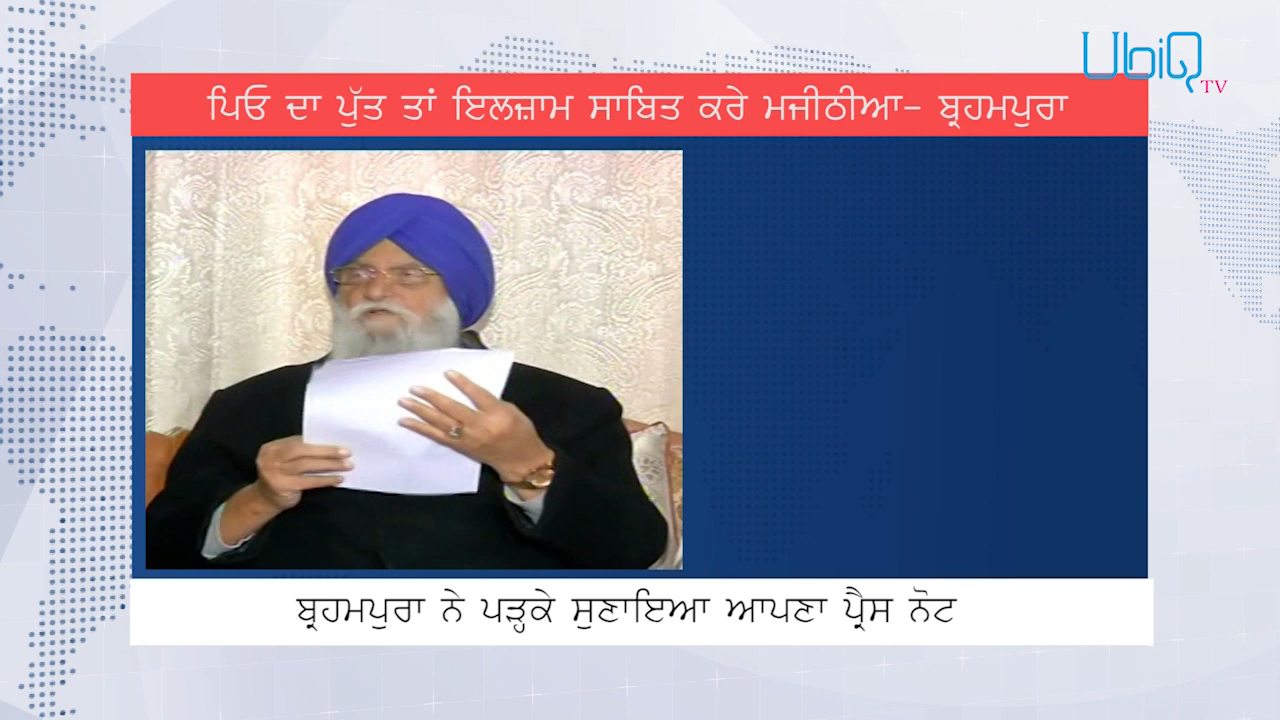 UbiQ TV
ਪਿਓ ਦਾ ਪੁੱਤ ਤਾਂ ਇਲਜ਼ਾਮ ਸਾਬਿਤ ਕਰੇ ਮਜੀਠੀਆ- ਬ੍ਰਹਮਪੁਰਾ
ਬ੍ਰਹਮਪੁਰਾ ਨੇ ਪੜ੍ਹਕੇ ਸੁਣਾਇਆ ਆਪਣਾ ਪ੍ਰੈਸ ਨੋਟ